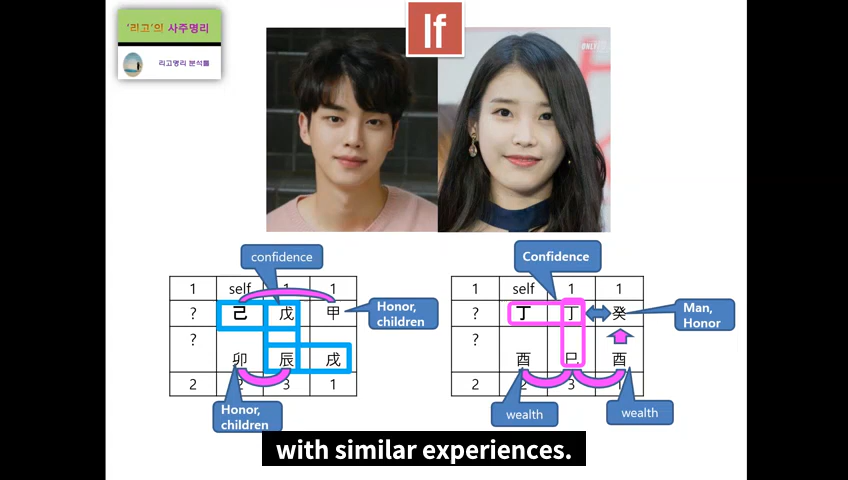 '리고'의 사주명리
리고명리 분석틀
If
confidence
1 self 1 1
? 己 戊 甲
?
卯 辰 戌
2 2 3 1
Honor,
children
Honor,
children
Confidence
1 self 1 1
? 丁 丁 癸
?
酉 巳 酉
2 2 3
Man,
Honor
wealth
wealth
with similar experiences.